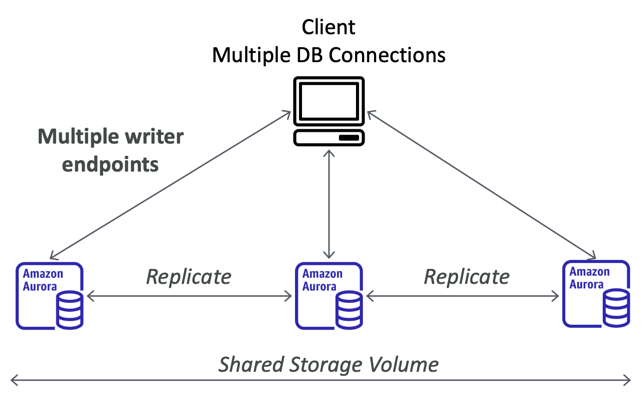 Client
Multiple DB Connections
Multiple writer
endpoints
Amazon
Aurora
Replicate
Amazon
Aurora
Replicate
Amazon
Aurora
Shared Storage Volume